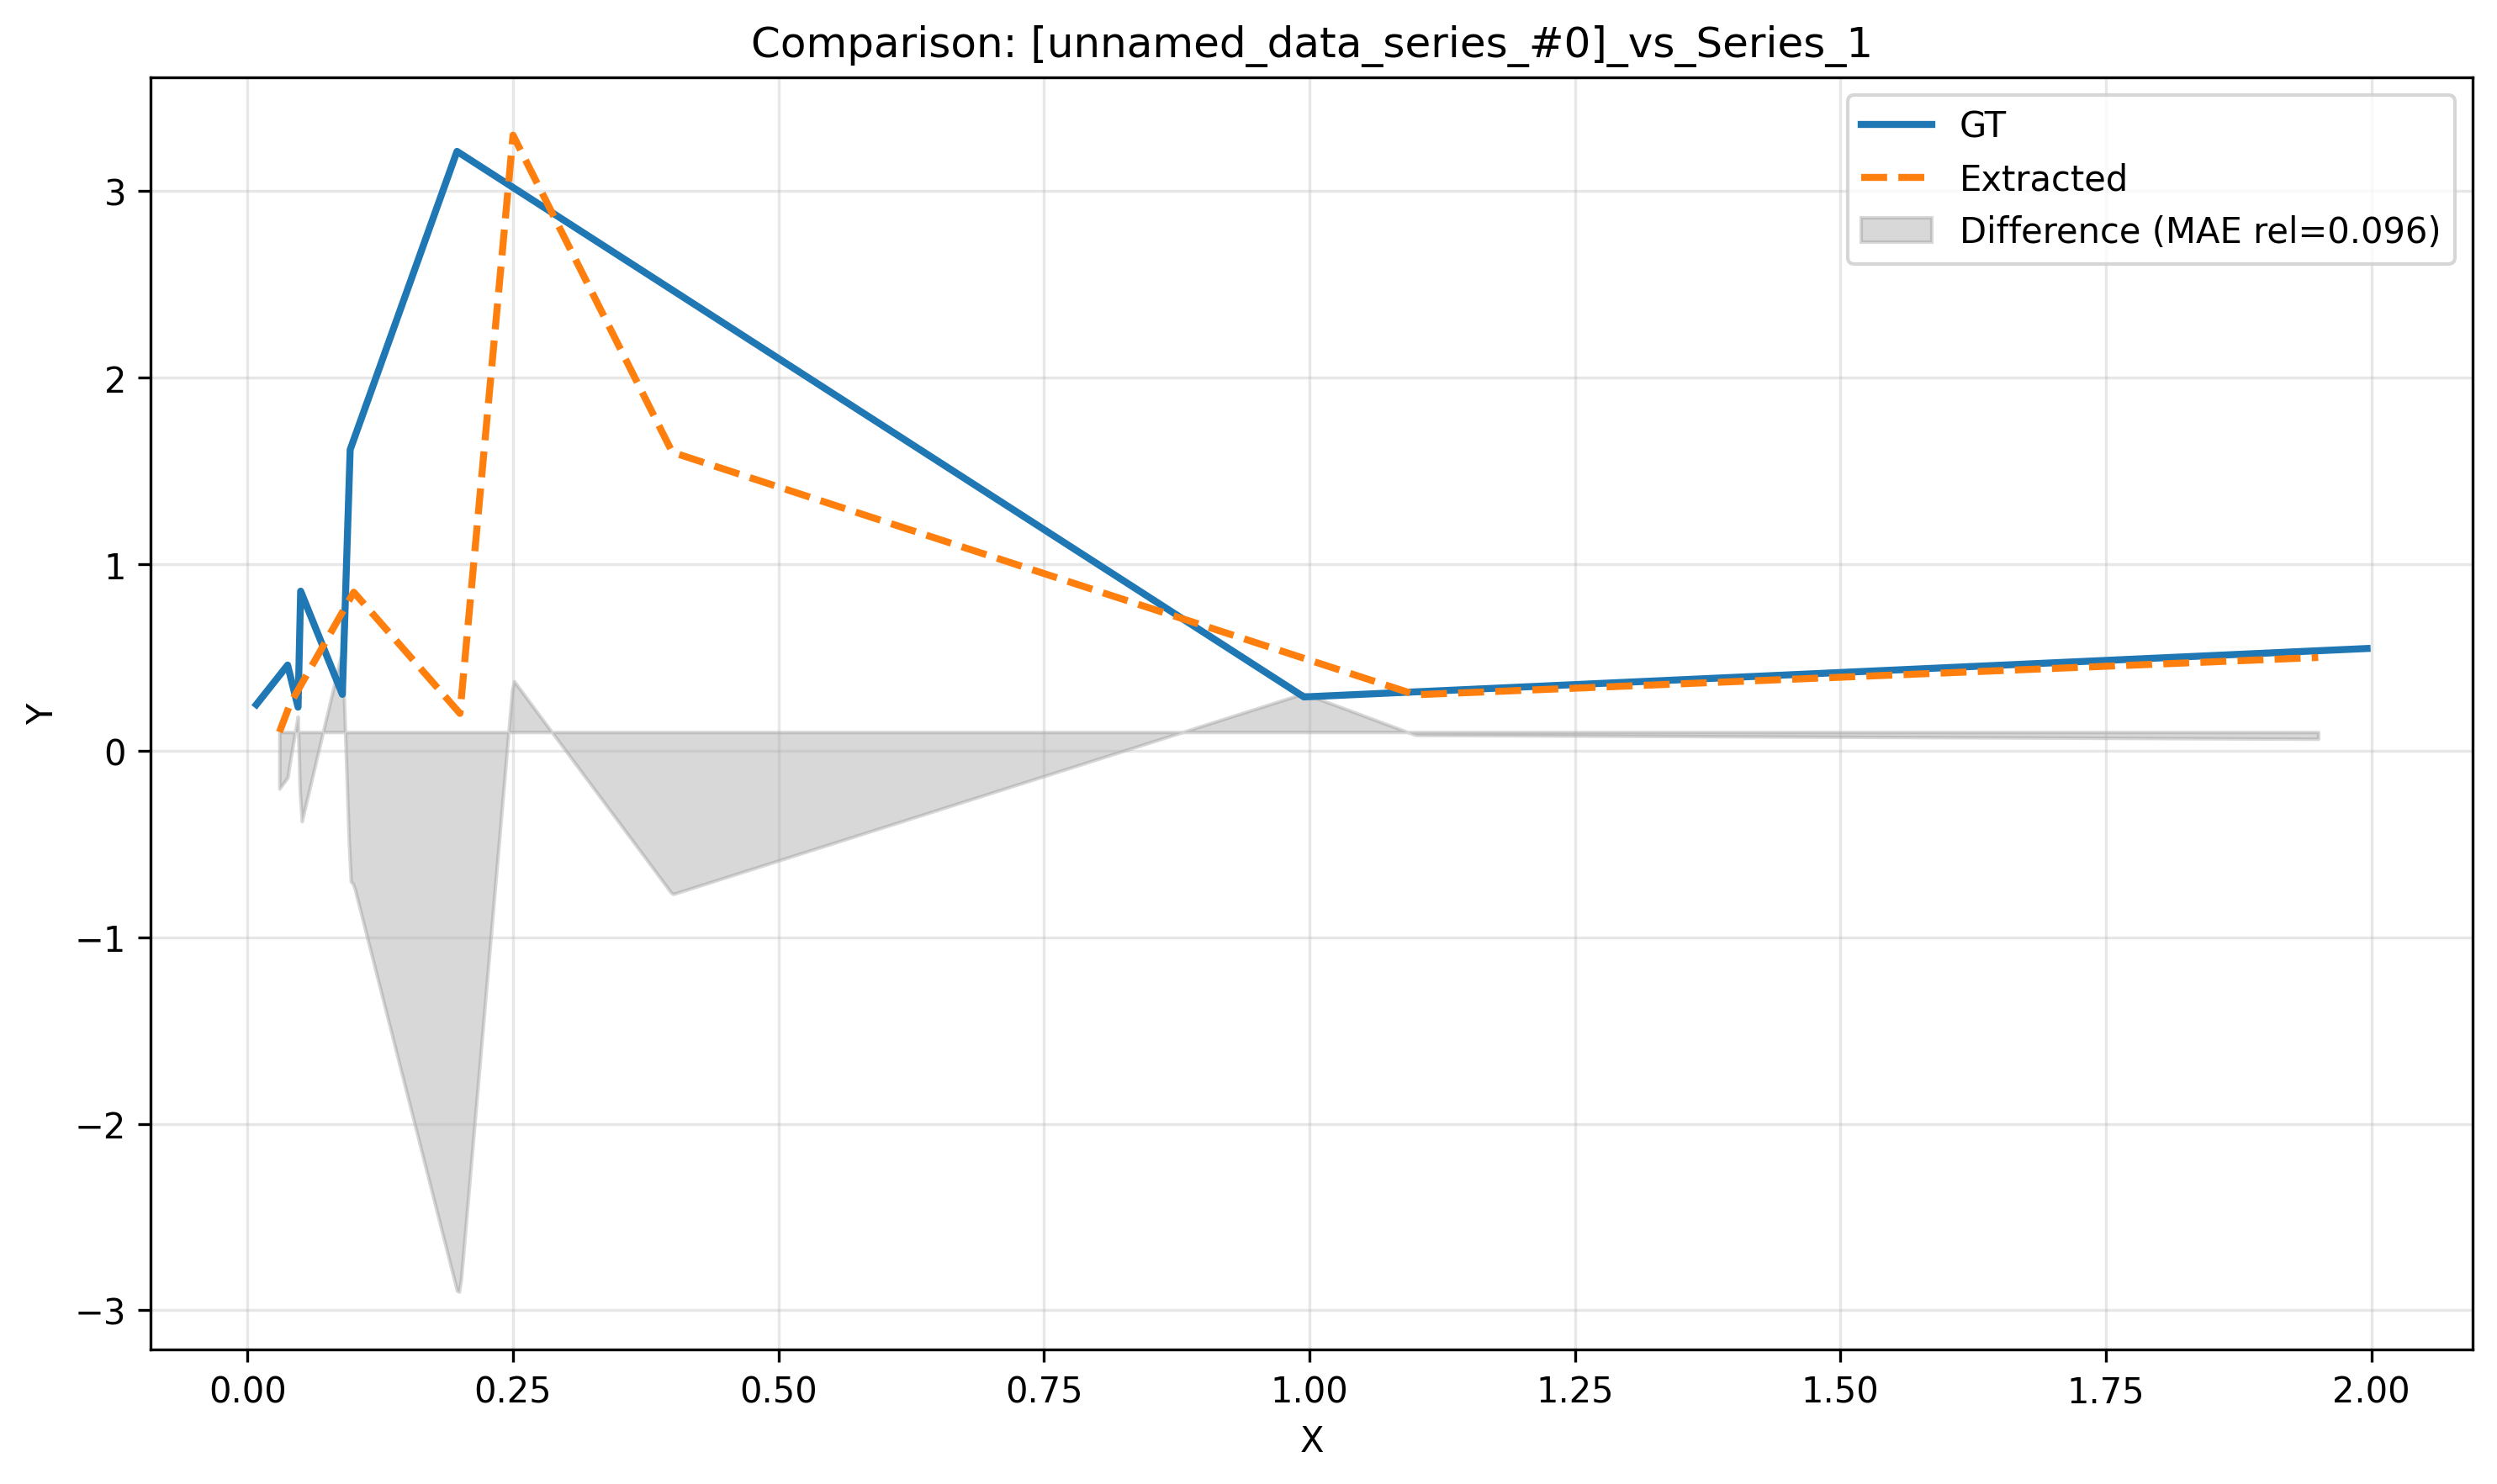 Comparison: [unnamed_data_series_#0]_vs_Series_1
GT
Extracted
Difference (MAE rel=0.096)
Y
3
2
1
0
−1
−2
−3
0.00 0.25 0.50 0.75 1.00 1.25 1.50 1.75 2.00
X